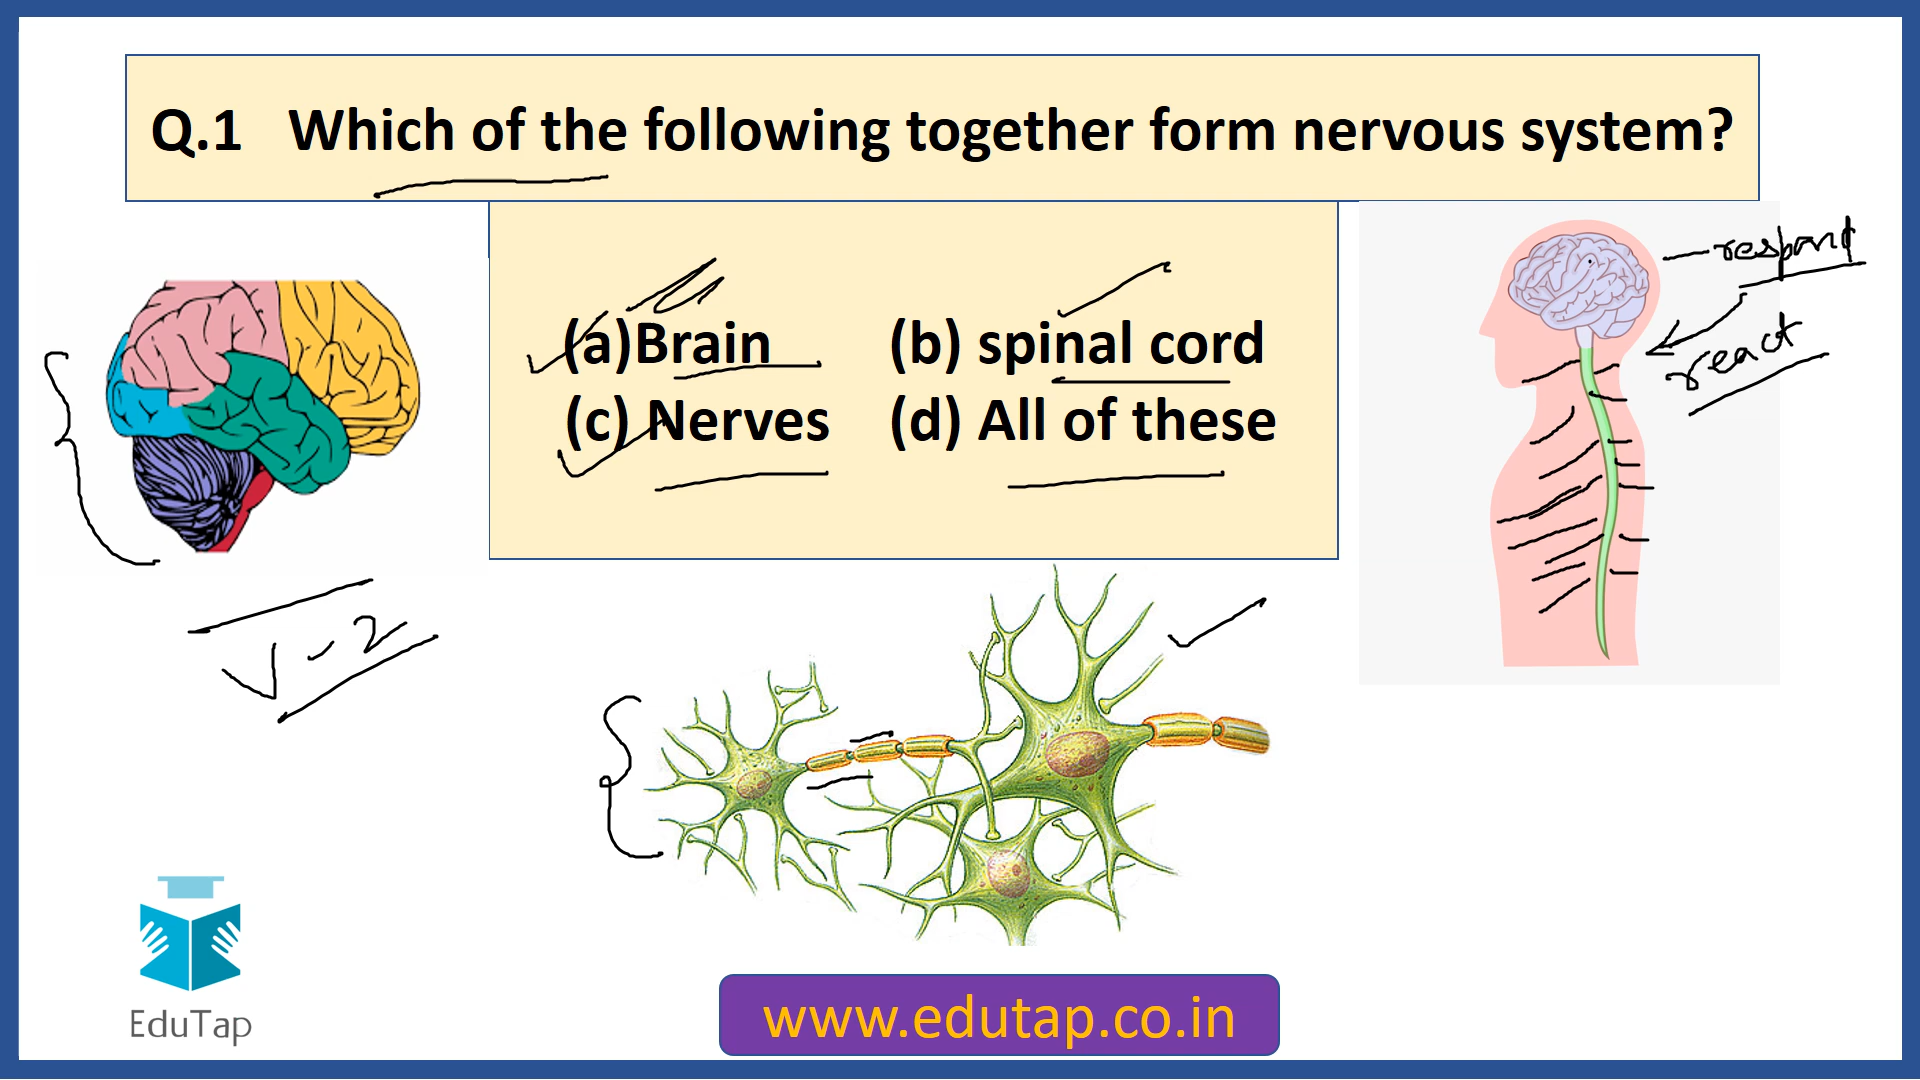 Q.1 Which of the following together form nervous system?
(a)Brain (b) spinal cord
(c) Nerves (d) All of these
respond
react
V-2
EduTap
www.edutap.co.in